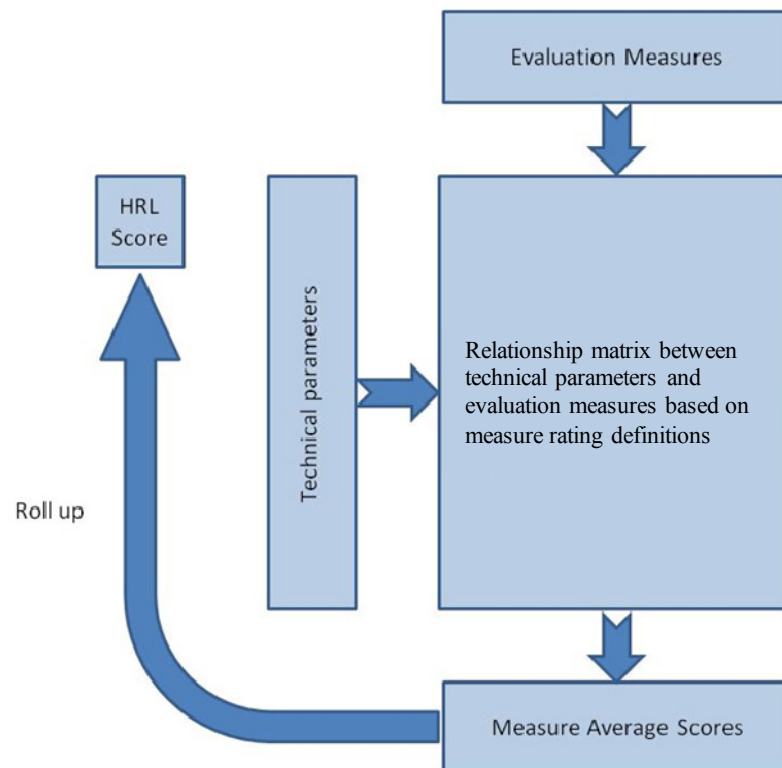 Evaluation Measures
HRL
Score
Technical parameters
Relationship matrix between
technical parameters and
evaluation measures based on
measure rating definitions
Roll up
Measure Average Scores